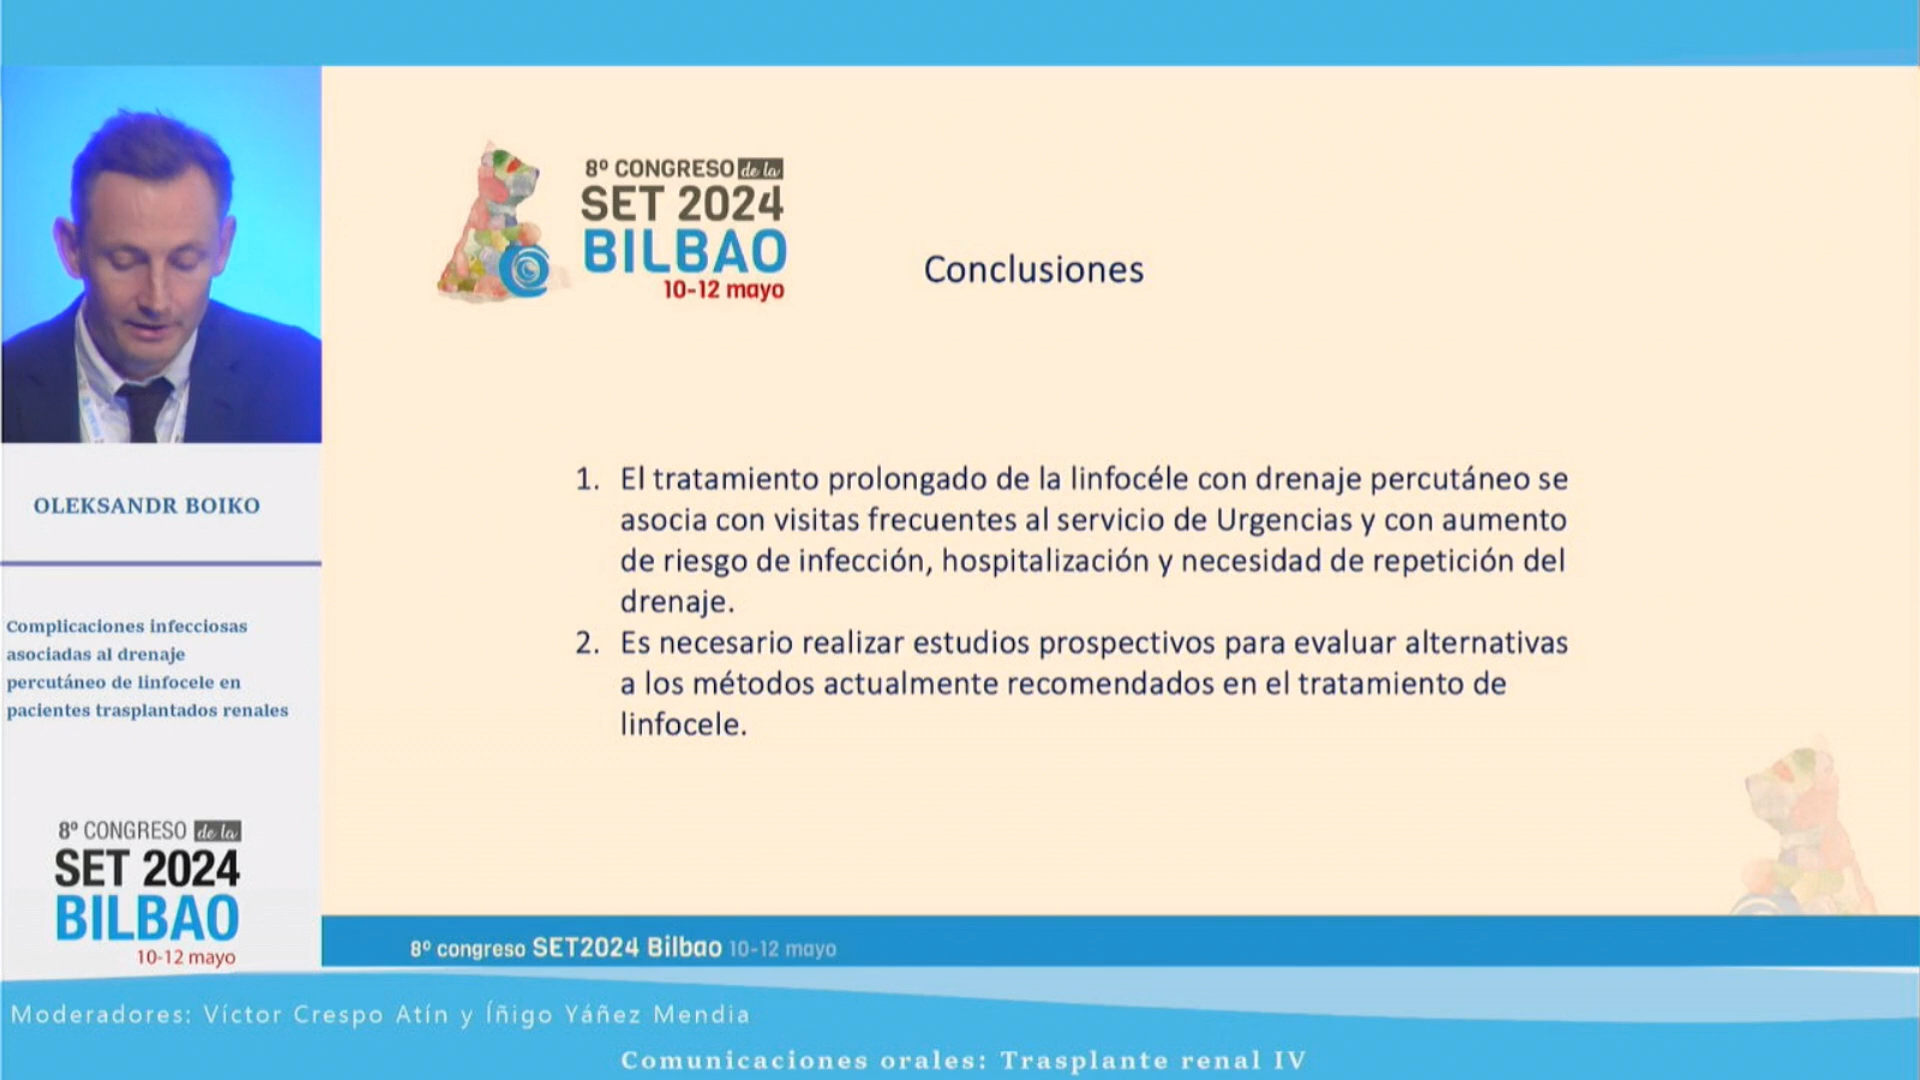 8º CONGRESO de la
SET 2024
BILBAO
10-12 mayo
Conclusiones
1. El tratamiento prolongado de la linfocéle con drenaje percutáneo se
asocia con visitas frecuentes al servicio de Urgencias y con aumento
de riesgo de infección, hospitalización y necesidad de repetición del
drenaje.
2. Es necesario realizar estudios prospectivos para evaluar alternativas
a los métodos actualmente recomendados en el tratamiento de
linfocele.
OLEKSANDR BOIKO
Complicaciones infecciosas
asociadas al drenaje
percutáneo de linfocele en
pacientes trasplantados renales
8º CONGRESO de la
SET 2024
BILBAO
10-12 mayo
8º congreso SET2024 Bilbao 10-12 mayo
Moderadores: Víctor Crespo Atín y Íñigo Yáñez Mendia
Comunicaciones orales: Trasplante renal IV